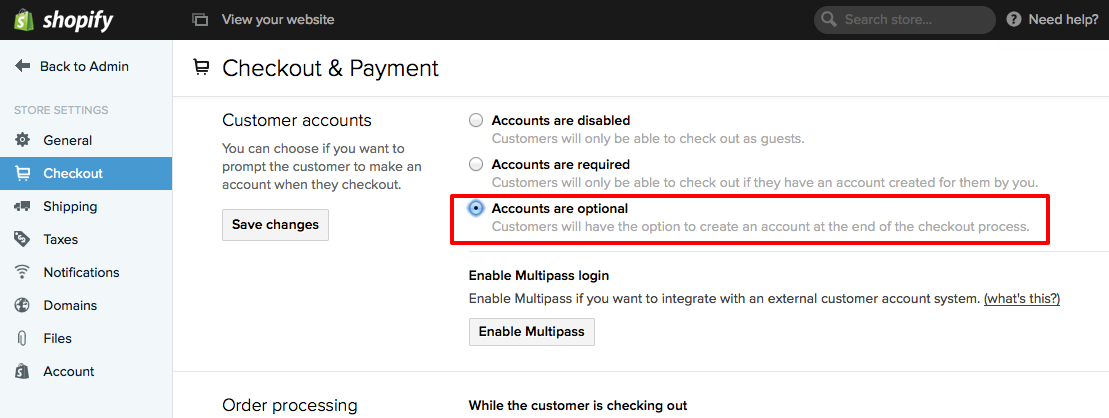 shopify
View your website
Search store...
Need help?
Back to Admin
Checkout & Payment
STORE SETTINGS
General
Checkout
Shipping
Taxes
Notifications
Domains
Files
Account
Customer accounts
You can choose if you want to
prompt the customer to make an
account when they checkout.
Save changes
Accounts are disabled
Customers will only be able to check out as guests.
Accounts are required
Customers will only be able to check out if they have an account created for them by you.
Accounts are optional
Customers will have the option to create an account at the end of the checkout process.
Enable Multipass login
Enable Multipass if you want to integrate with an external customer account system. (what's this?)
Enable Multipass
Order processing
While the customer is checking out